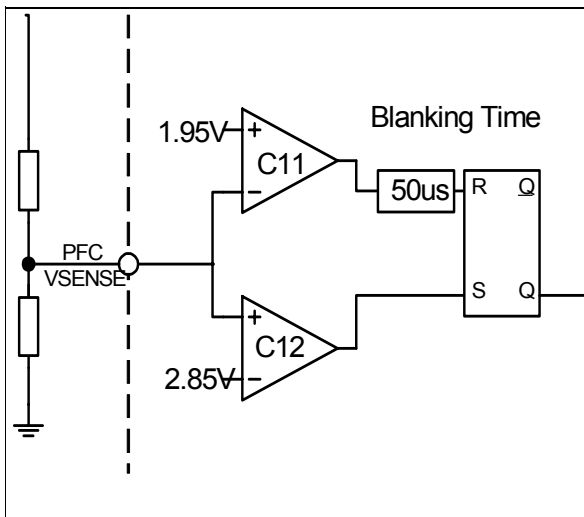 Blanking Time
1.95V
+
C11
−
50us
R
Q
PFC
VSENSE
S
Q
+
C12
2.85V
−